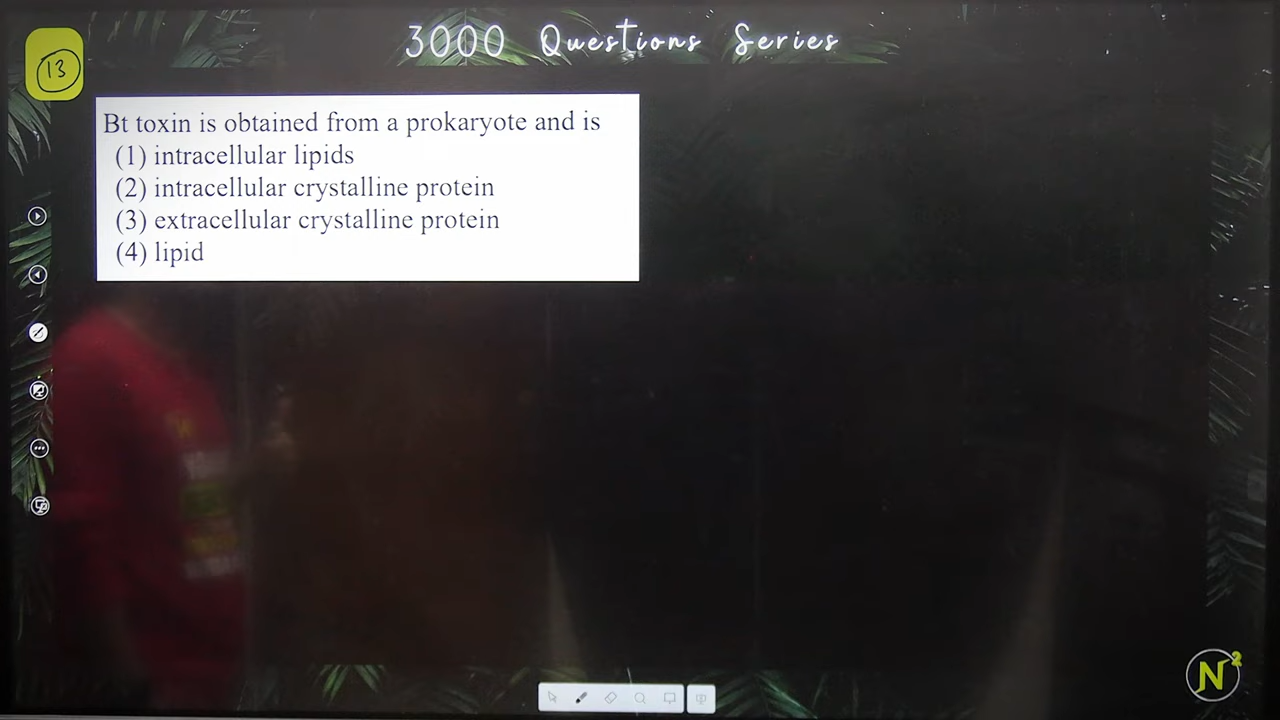 3000 Questions Series
13
Bt toxin is obtained from a prokaryote and is
(1) intracellular lipids
(2) intracellular crystalline protein
(3) extracellular crystalline protein
(4) lipid
N²